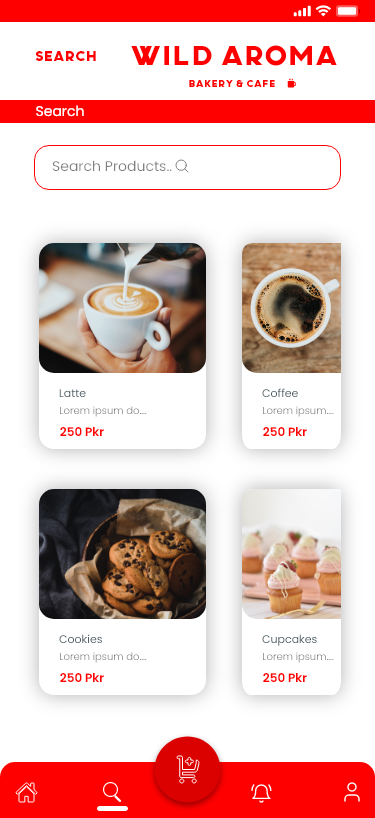 SEARCH
WILD AROMA
BAKERY & CAFE
Search
Search Products..
Latte
Lorem ipsum do...
250 Pkr
Coffee
Lorem ipsum...
250 Pkr
Cookies
Lorem ipsum do...
250 Pkr
Cupcakes
Lorem ipsum...
250 Pkr